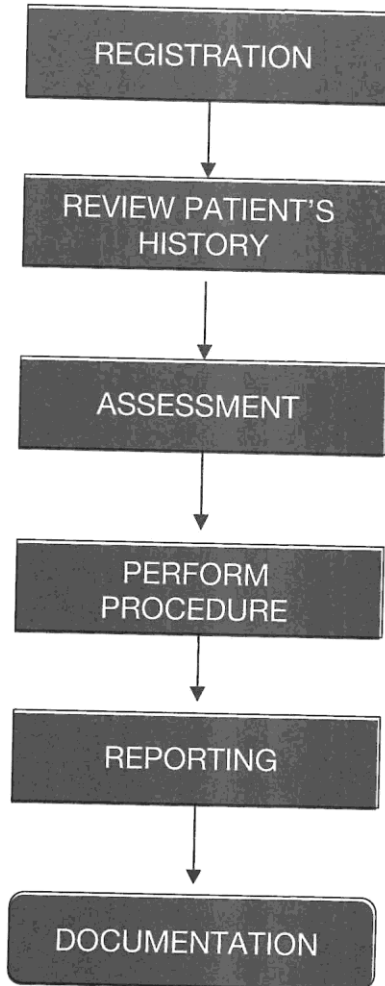 REGISTRATION
REVIEW PATIENT'S
HISTORY
ASSESSMENT
PERFORM
PROCEDURE
REPORTING
DOCUMENTATION